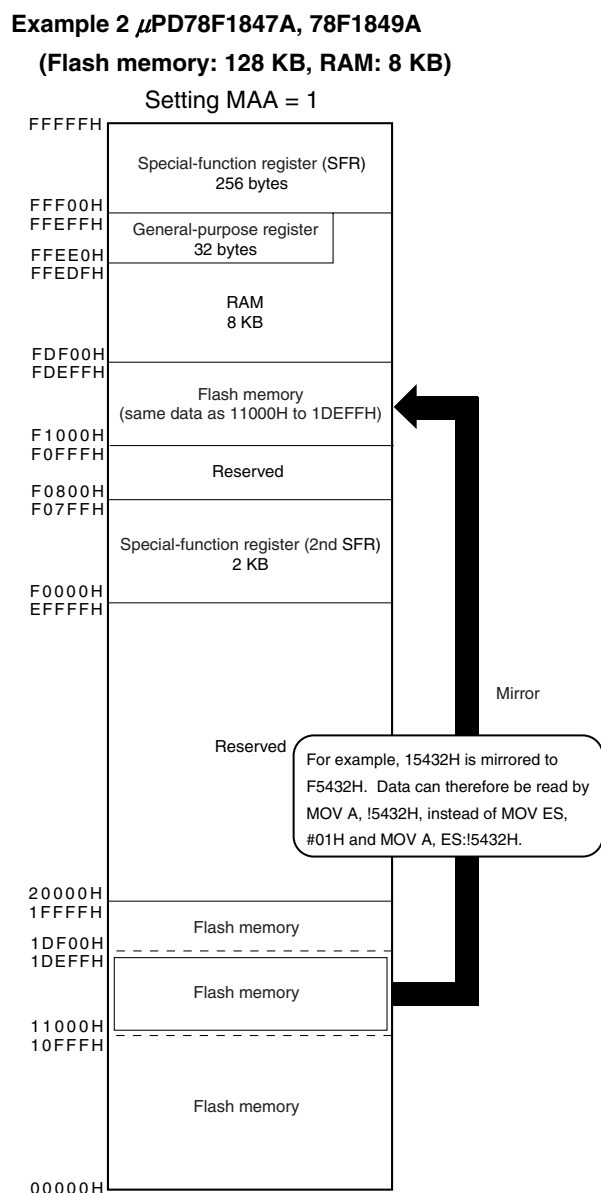 Example 2 μPD78F1847A, 78F1849A
(Flash memory: 128 KB, RAM: 8 KB)
Setting MAA = 1
FFFFFH
Special-function register (SFR)
256 bytes
FFF00H
FFEFFH
General-purpose register
32 bytes
FFEE0H
FFEDFH
RAM
8 KB
FDF00H
FDEFFH
Flash memory
(same data as 11000H to 1DEFFH)
F1000H
F0FFFH
Reserved
F0800H
F07FFH
Special-function register (2nd SFR)
2 KB
F0000H
EFFFFH
Mirror
Reserved
For example, 15432H is mirrored to
F5432H. Data can therefore be read by
MOV A, !5432H, instead of MOV ES,
#01H and MOV A, ES:!5432H.
20000H
1FFFFH
Flash memory
1DF00H
1DEFFH
Flash memory
11000H
10FFFH
Flash memory
00000H